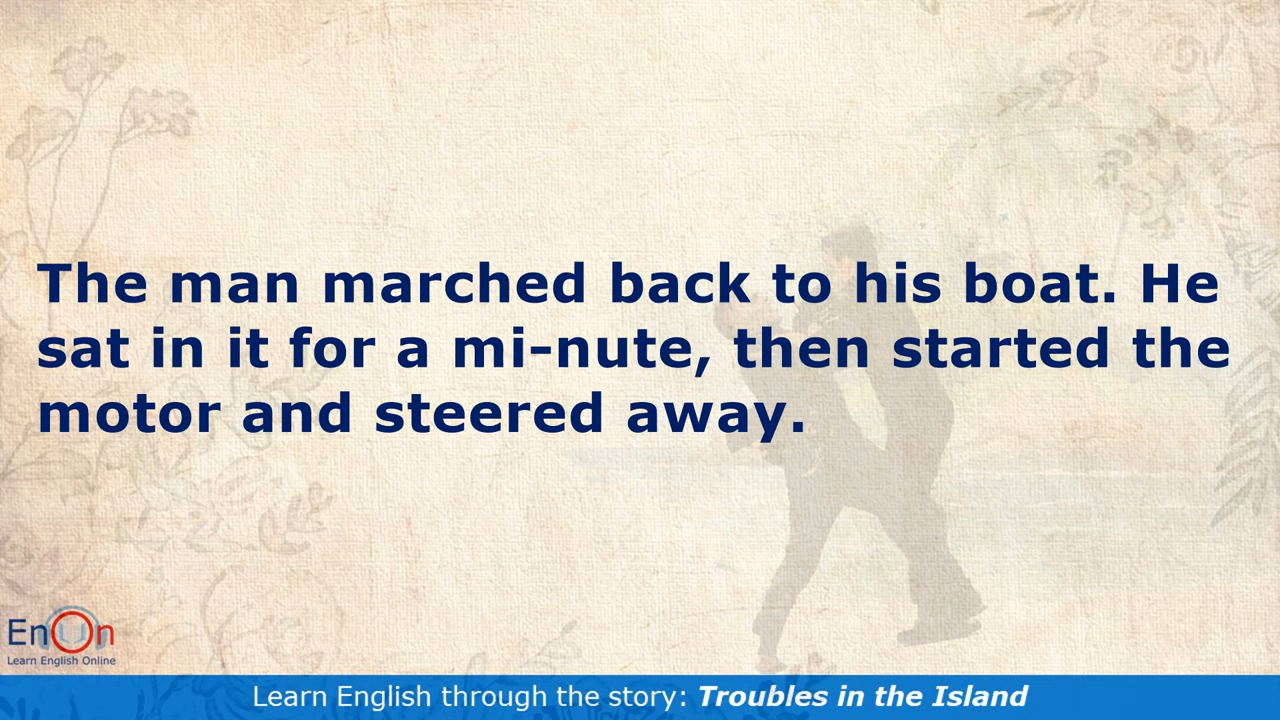 The man marched back to his boat. He
sat in it for a mi-nute, then started the
motor and steered away.
EnOn
Learn English Online
Learn English through the story: Troubles in the Island